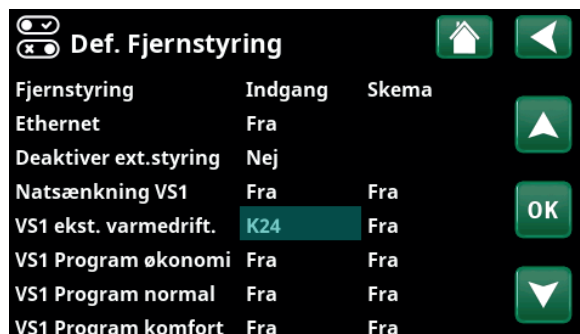 Def. Fjernstyring
Fjernstyring Indgang Skema
Ethernet Fra
Deaktiver ext.styring Nej
Natsænkning VS1 Fra Fra
VS1 ekst. varmedrift. K24 Fra
OK
VS1 Program økonomi Fra Fra
VS1 Program normal Fra Fra
VS1 Program komfort Fra Fra